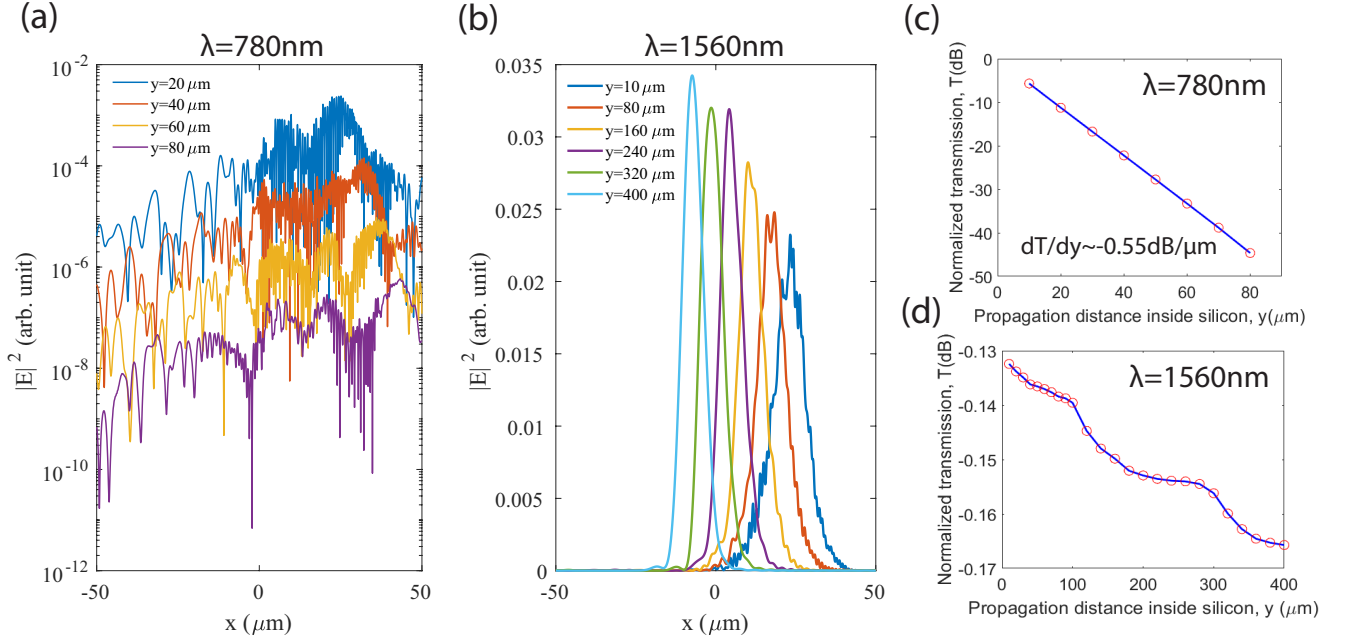 (a)
λ=780nm
y=20 μm
y=40 μm
y=60 μm
y=80 μm
10-2
10-4
10-6
10-8
10-10
10-12
-50
0
50
|E| 2 (arb. unit)
x (μm)
(b)
λ=1560nm
y=10 μm
y=80 μm
y=160 μm
y=240 μm
y=320 μm
y=400 μm
0.035
0.03
0.025
0.02
0.015
0.01
0.005
0
-50
0
50
|E| 2 (arb. unit)
x (μm)
(c)
λ=780nm
dT/dy~-0.55dB/μm
0
-10
-20
-30
-40
-50
0
20
40
60
80
Normalized transmission, T(dB)
Propagation distance inside silicon, y(μm)
(d)
λ=1560nm
-0.13
-0.14
-0.15
-0.16
-0.17
0
100
200
300
400
Normalized transmission, T(dB)
Propagation distance inside silicon, y (μm)